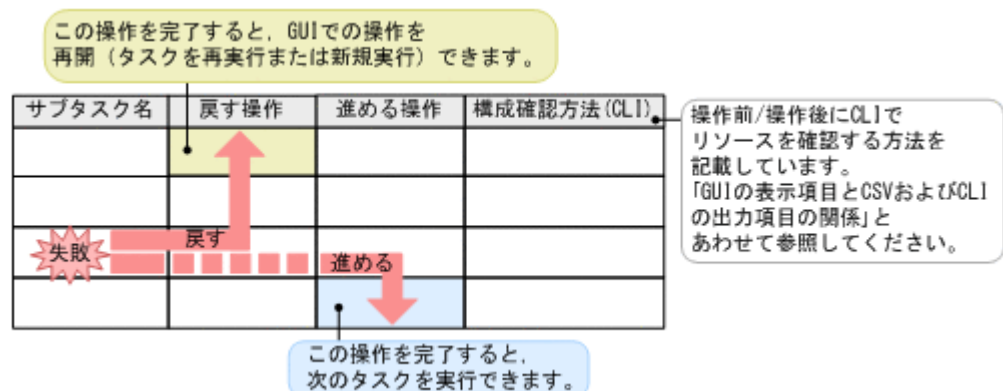 この操作を完了すると，GUIでの操作を
再開（タスクを再実行または新規実行）できます。
サブタスク名
戻す操作
進める操作
構成確認方法(CLI)
操作前/操作後にCLIで
リソースを確認する方法を
記載しています。
「GUIの表示項目とCSVおよびCLI
の出力項目の関係」と
あわせて参照してください。
失敗
戻す
進める
この操作を完了すると，
次のタスクを実行できます。